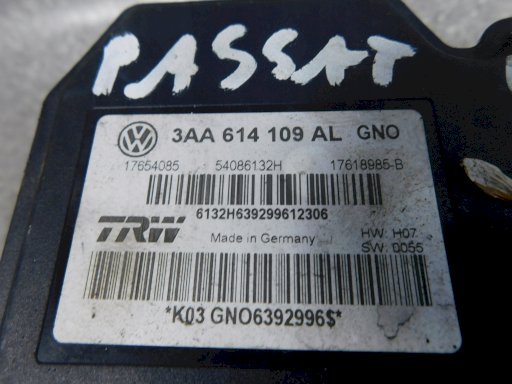 PASSAT
3AA 614 109 AL GNO
17654085 54086132H 17618985-B
6132H639299612306
TRW Made in Germany HW: H07
SW: 0055
*K03 GNO6392996$*